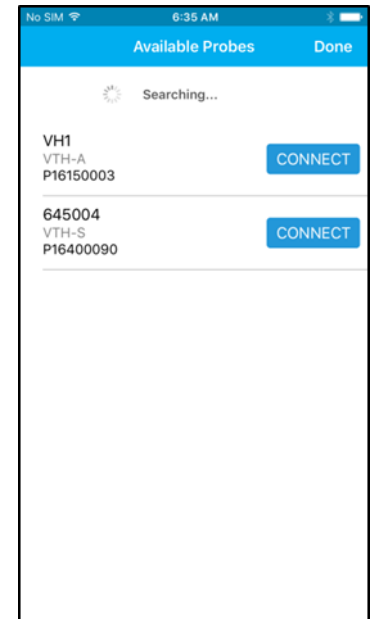 No SIM 6:35 AM
Available Probes Done
Searching...
VH1
VTH-A
P16150003
CONNECT
645004
VTH-S
P16400090
CONNECT